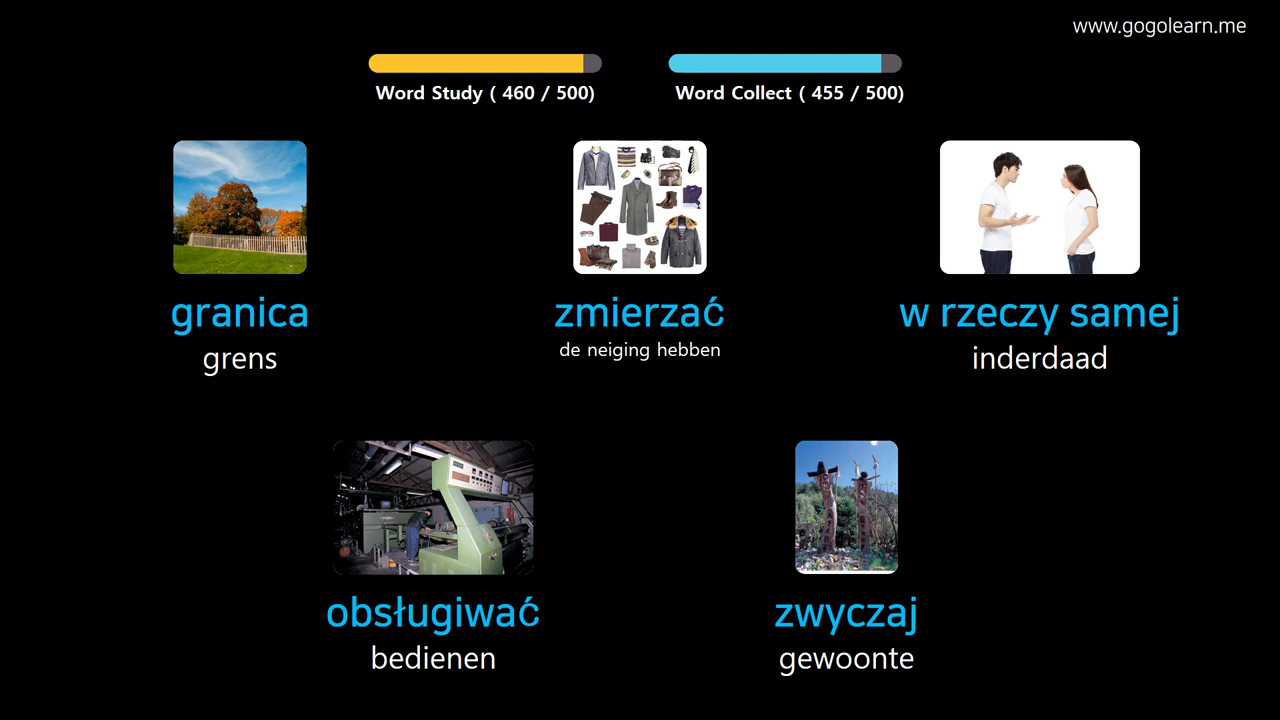 www.gogolearn.me
Word Study ( 460 / 500)
Word Collect ( 455 / 500)
granica
grens
zmierzać
de neiging hebben
w rzeczy samej
inderdaad
obsługiwać
bedienen
zwyczaj
gewoonte